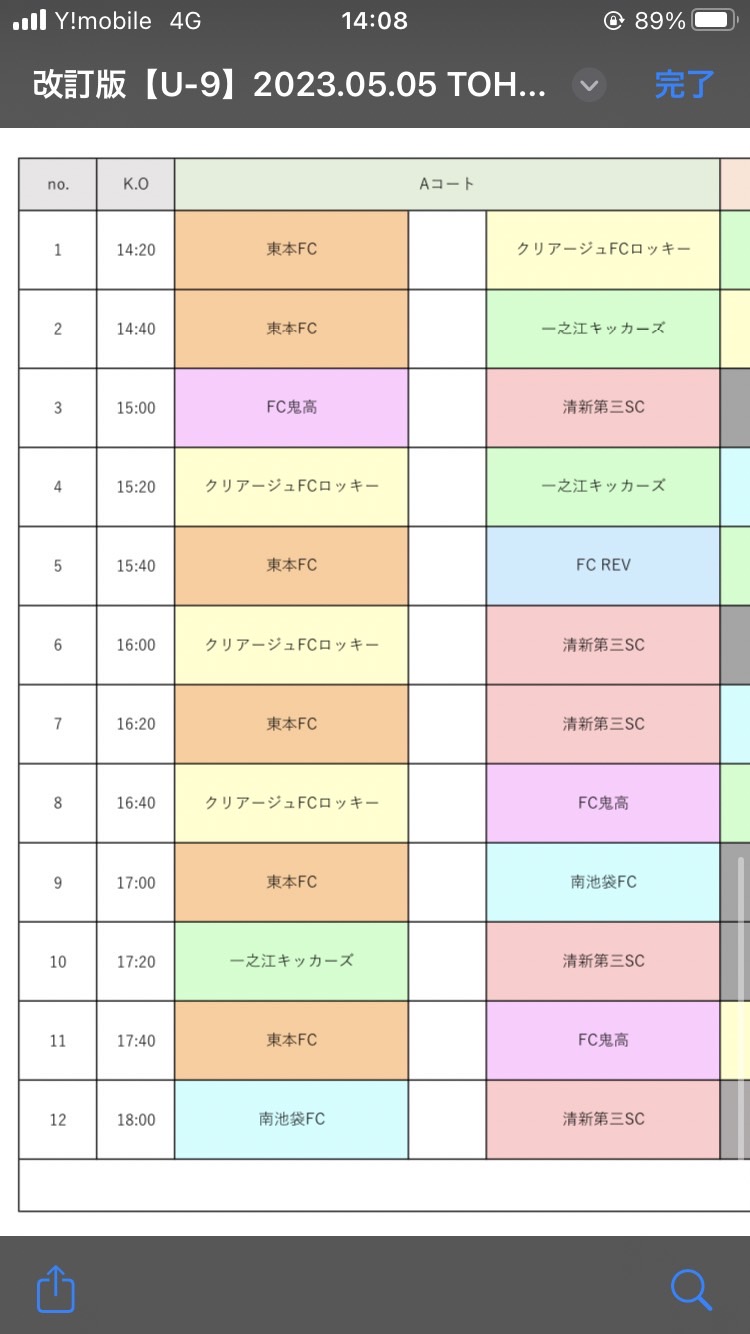 Y!mobile 4G 14:08 89%
改訂版【U-9】2023.05.05 TOH... 完了
no. K.O Aコート
1 14:20 東本FC クリアージュFCロッキー
2 14:40 東本FC 一之江キッカーズ
3 15:00 FC鬼高 清新第三SC
4 15:20 クリアージュFCロッキー 一之江キッカーズ
5 15:40 東本FC FC REV
6 16:00 クリアージュFCロッキー 清新第三SC
7 16:20 東本FC 清新第三SC
8 16:40 クリアージュFCロッキー FC鬼高
9 17:00 東本FC 南池袋FC
10 17:20 一之江キッカーズ 清新第三SC
11 17:40 東本FC FC鬼高
12 18:00 南池袋FC 清新第三SC